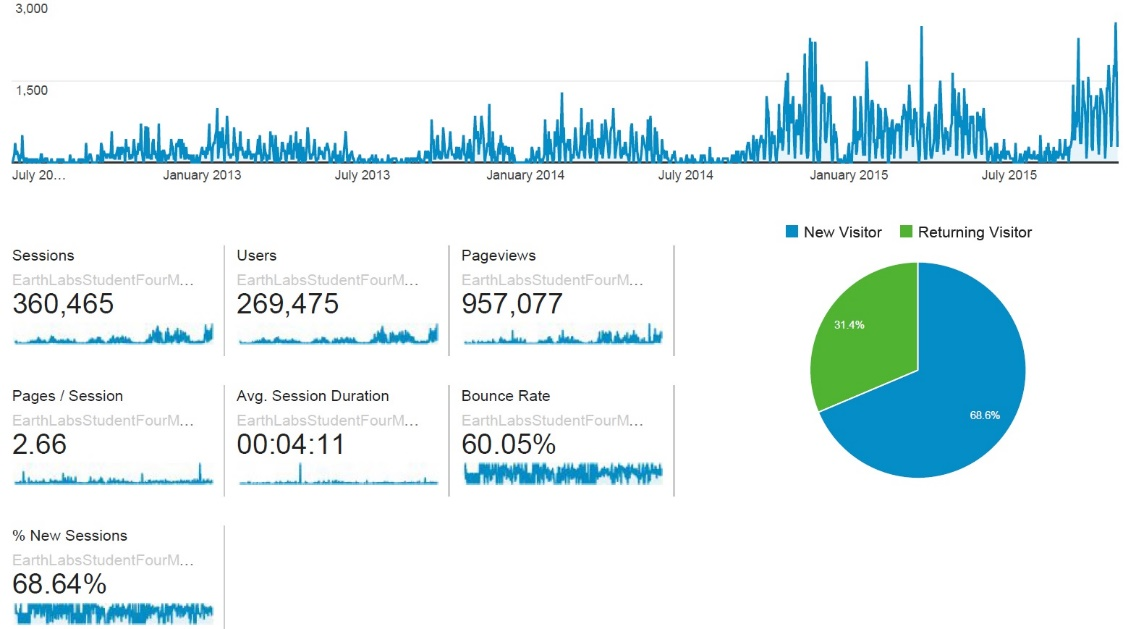 3,000
1,500
July 20…
January 2013
July 2013
January 2014
July 2014
January 2015
July 2015
New Visitor
Returning Visitor
Sessions
EarthLabsStudentFourM…
360,465
Users
EarthLabsStudentFourM…
269,475
Pageviews
EarthLabsStudentFourM…
957,077
31.4%
68.6%
Pages / Session
EarthLabsStudentFourM…
2.66
Avg. Session Duration
EarthLabsStudentFourM…
00:04:11
Bounce Rate
EarthLabsStudentFourM…
60.05%
% New Sessions
EarthLabsStudentFourM…
68.64%